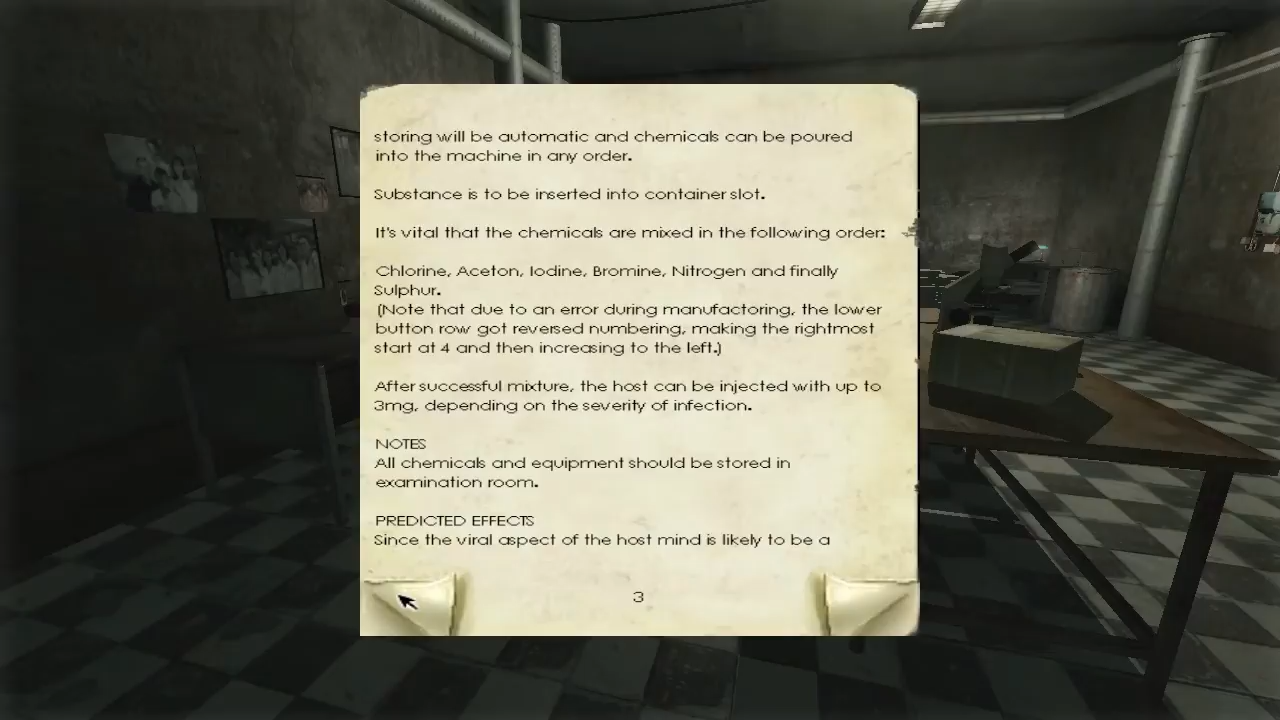 storing will be automatic and chemicals can be poured
into the machine in any order.
Substance is to be inserted into container slot.
It's vital that the chemicals are mixed in the following order:
Chlorine, Aceton, Iodine, Bromine, Nitrogen and finally
Sulphur.
(Note that due to an error during manufactoring, the lower
button row got reversed numbering, making the rightmost
start at 4 and then increasing to the left.)
After successful mixture, the host can be injected with up to
3mg, depending on the severity of infection.
NOTES
All chemicals and equipment should be stored in
examination room.
PREDICTED EFFECTS
Since the viral aspect of the host mind is likely to be a
3